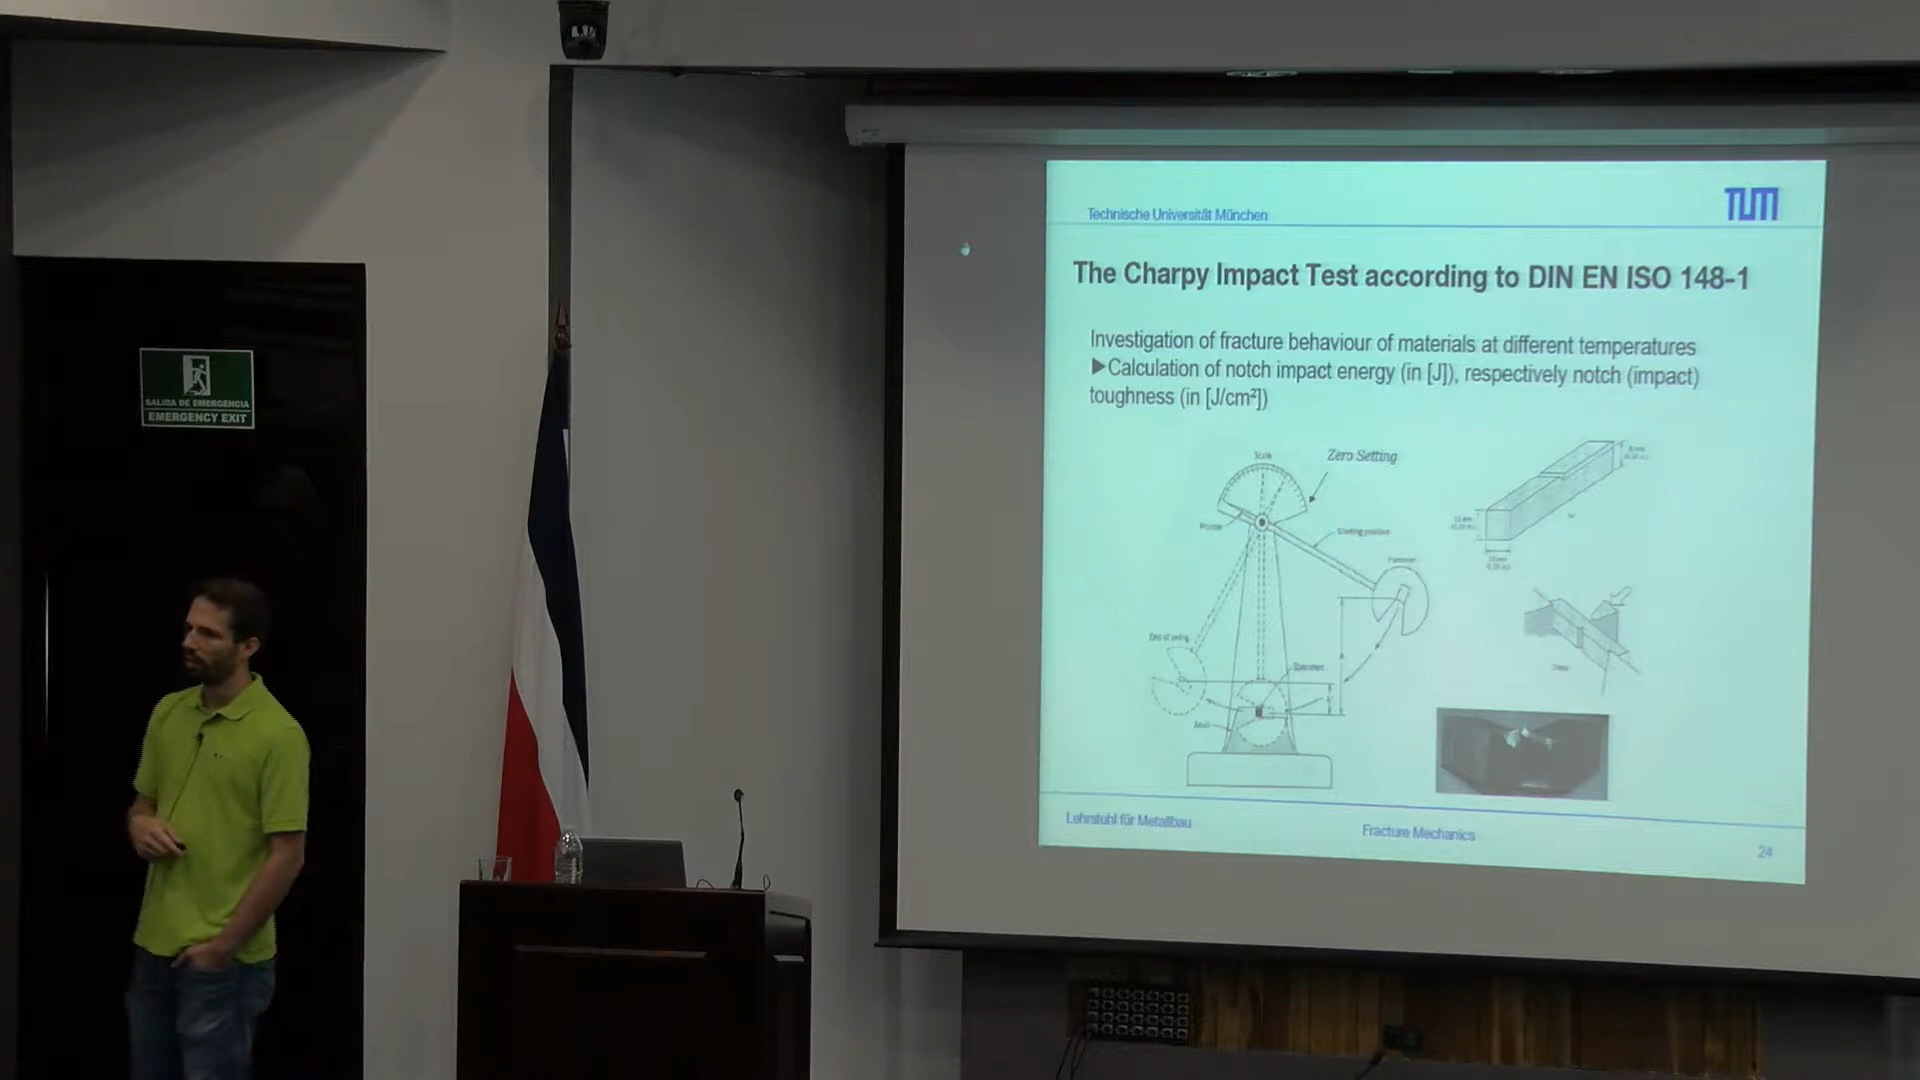 SALIDA DE EMERGENCIA
EMERGENCY EXIT
Technische Universität München
TUM
The Charpy Impact Test according to DIN EN ISO 148-1
Investigation of fracture behaviour of materials at different temperatures
▶Calculation of notch impact energy (in [J]), respectively notch (impact)
toughness (in [J/cm²])
Scale
Zero Setting
Pointer
Starting position
Hammer
End of swing
Specimen
Anvil
Lehrstuhl für Metallbau
Fracture Mechanics
24